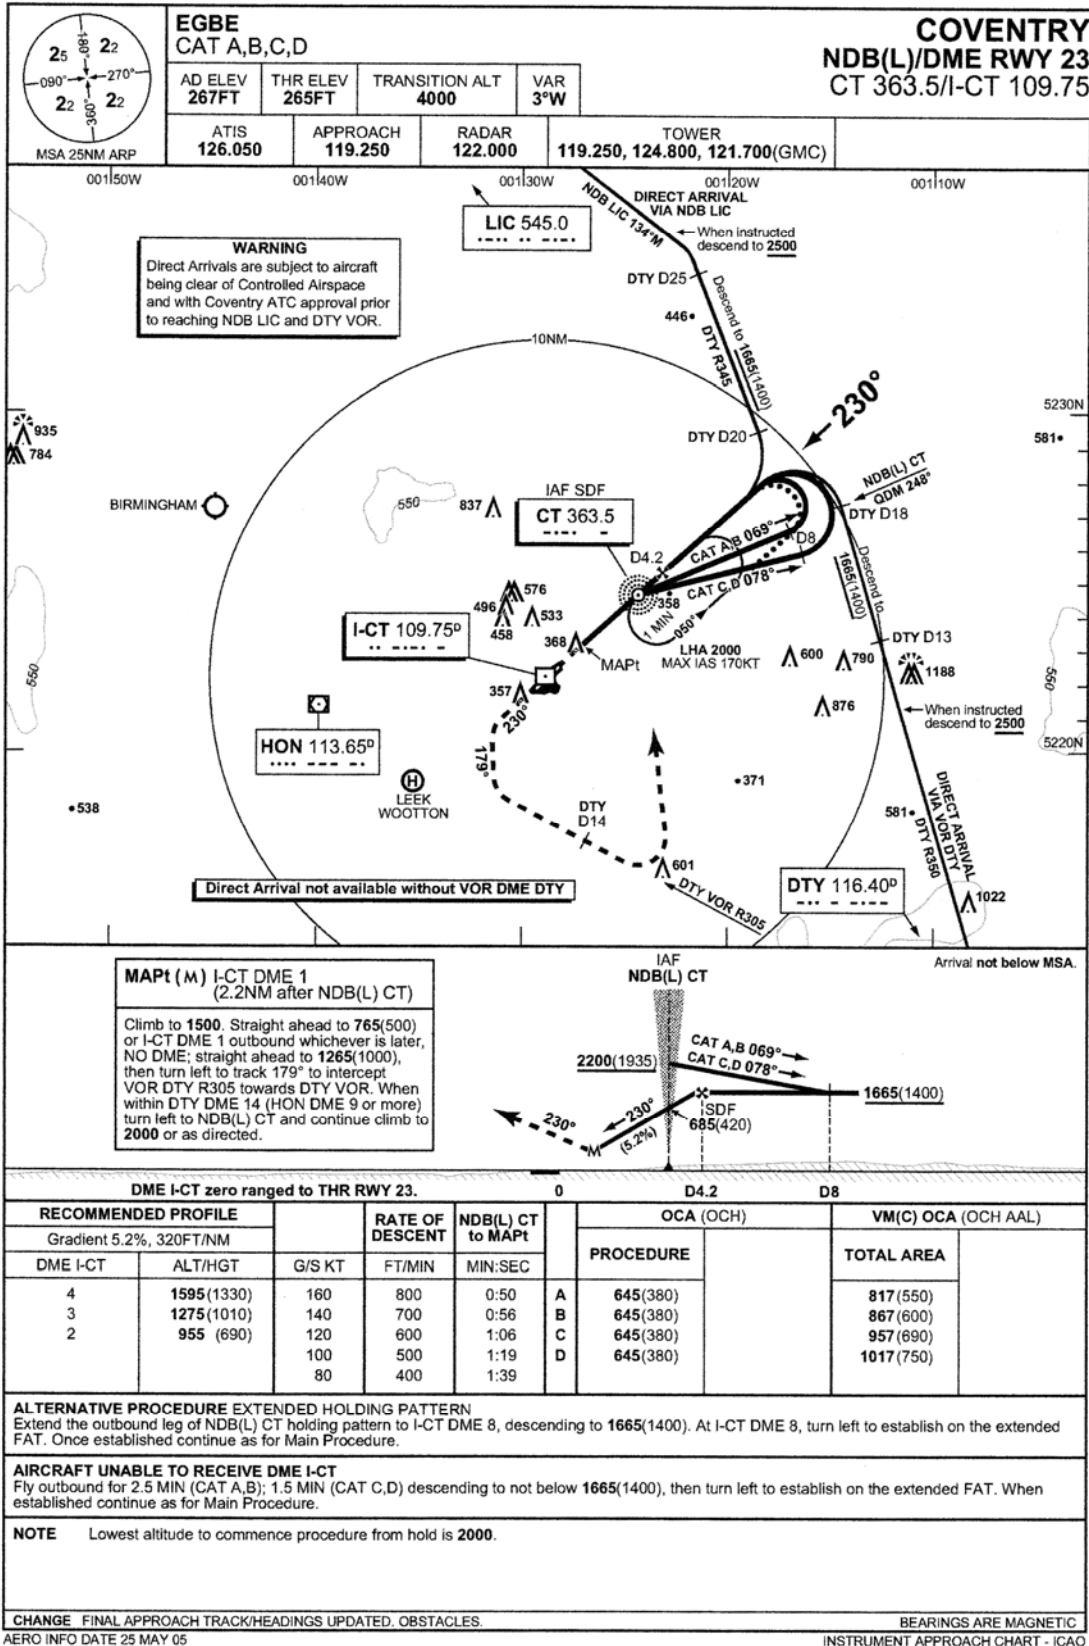 EGBE
CAT A,B,C,D
COVENTRY
NDB(L)/DME RWY 23
CT 363.5/I-CT 109.75
25
22
22
22
180°
090°
270°
360°
MSA 25NM ARP
AD ELEV
267FT
THR ELEV
265FT
TRANSITION ALT
4000
VAR
3°W
ATIS
126.050
APPROACH
119.250
RADAR
122.000
TOWER
119.250, 124.800, 121.700(GMC)
001|50W
001|40W
001|30W
001|20W
001|10W
WARNING
Direct Arrivals are subject to aircraft
being clear of Controlled Airspace
and with Coventry ATC approval prior
to reaching NDB LIC and DTY VOR.
LIC 545.0
NDB LIC 134°M
DIRECT ARRIVAL
VIA NDB LIC
When instructed
descend to 2500
DTY D25
446
DTY R345
Descend to 1665(1400)
10NM
230°
5230N
581
DTY D20
935
784
BIRMINGHAM
550
837
IAF SDF
CT 363.5
NDB(L) CT
QDM 248°
DTY D18
D4.2
CAT A,B 069°
D8
CAT C,D 078°
Descend to
1665(1400)
576
496
533
458
358
1 MIN
050°
I-CT 109.75D
368
MAPt
LHA 2000
MAX IAS 170KT
600
790
DTY D13
1188
550
550
357
230°
876
When instructed
descend to 2500
HON 113.65D
179°
5220N
H
LEEK
WOOTTON
371
538
DTY
D14
581
DIRECT ARRIVAL
VIA VOR DTY
DTY R350
601
DTY VOR R305
DTY 116.40D
1022
Direct Arrival not available without VOR DME DTY
MAPt (M) I-CT DME 1
(2.2NM after NDB(L) CT)
Climb to 1500. Straight ahead to 765(500)
or I-CT DME 1 outbound whichever is later,
NO DME; straight ahead to 1265(1000),
then turn left to track 179° to intercept
VOR DTY R305 towards DTY VOR. When
within DTY DME 14 (HON DME 9 or more)
turn left to NDB(L) CT and continue climb to
2000 or as directed.
IAF
NDB(L) CT
Arrival not below MSA.
2200(1935)
CAT A,B 069°
CAT C,D 078°
1665(1400)
230°
230°
(5.2%)
SDF
685(420)
M
DME I-CT zero ranged to THR RWY 23.
0
D4.2
D8
RECOMMENDED PROFILE
Gradient 5.2%, 320FT/NM
RATE OF
DESCENT
NDB(L) CT
to MAPt
OCA (OCH)
VM(C) OCA (OCH AAL)
PROCEDURE
TOTAL AREA
DME I-CT ALT/HGT G/S KT FT/MIN MIN:SEC
4 1595(1330) 160 800 0:50 A 645(380) 817(550)
3 1275(1010) 140 700 0:56 B 645(380) 867(600)
2 955 (690) 120 600 1:06 C 645(380) 957(690)
100 500 1:19 D 645(380) 1017(750)
80 400 1:39
ALTERNATIVE PROCEDURE EXTENDED HOLDING PATTERN
Extend the outbound leg of NDB(L) CT holding pattern to I-CT DME 8, descending to 1665(1400). At I-CT DME 8, turn left to establish on the extended
FAT. Once established continue as for Main Procedure.
AIRCRAFT UNABLE TO RECEIVE DME I-CT
Fly outbound for 2.5 MIN (CAT A,B); 1.5 MIN (CAT C,D) descending to not below 1665(1400), then turn left to establish on the extended FAT. When
established continue as for Main Procedure.
NOTE Lowest altitude to commence procedure from hold is 2000.
CHANGE FINAL APPROACH TRACK/HEADINGS UPDATED. OBSTACLES.
BEARINGS ARE MAGNETIC
AERO INFO DATE 25 MAY 05
INSTRUMENT APPROACH CHART - ICAO